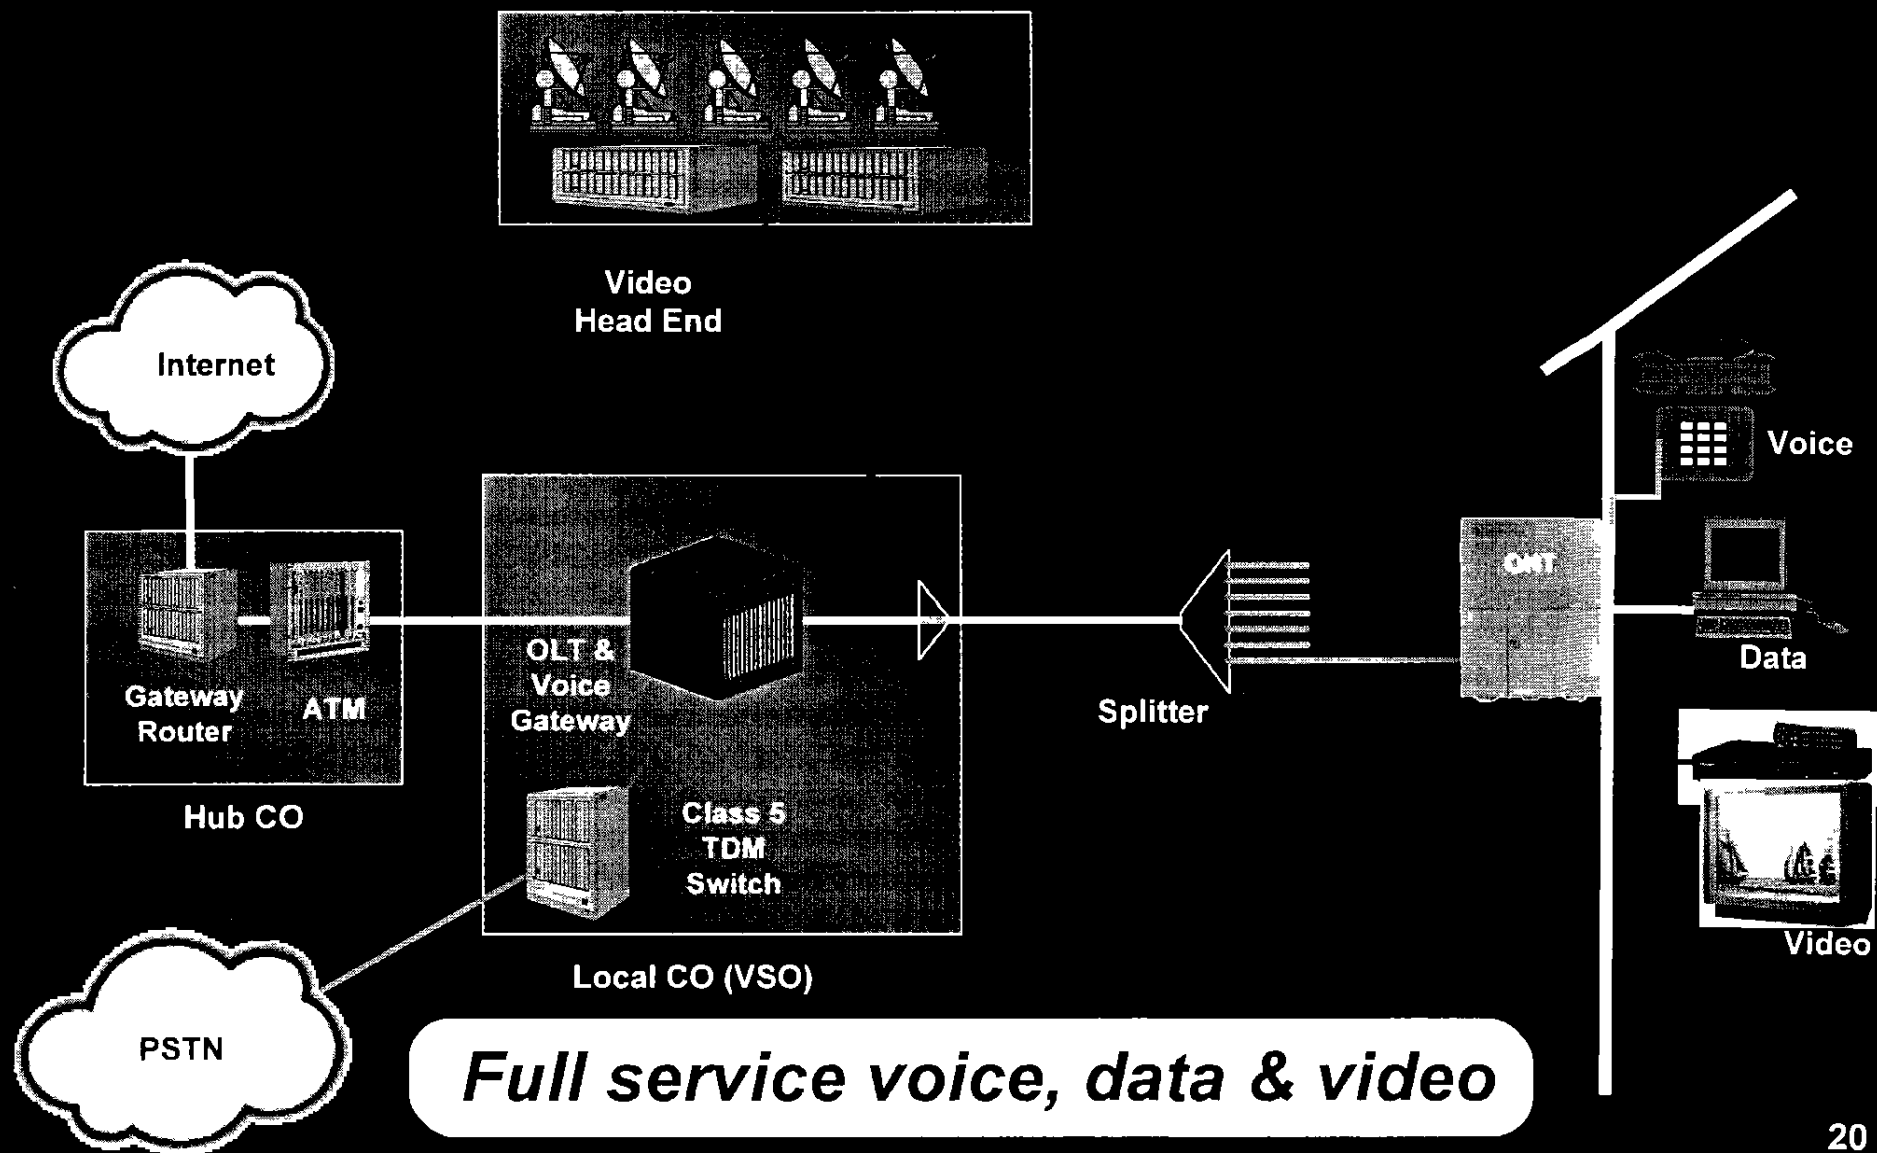 Video
Head End
Internet
Voice
ONT
OLT &
Voice
Gateway
Data
Gateway
Router
ATM
Splitter
Hub CO
Class 5
TDM
Switch
Video
Local CO (VSO)
PSTN
Full service voice, data & video
20